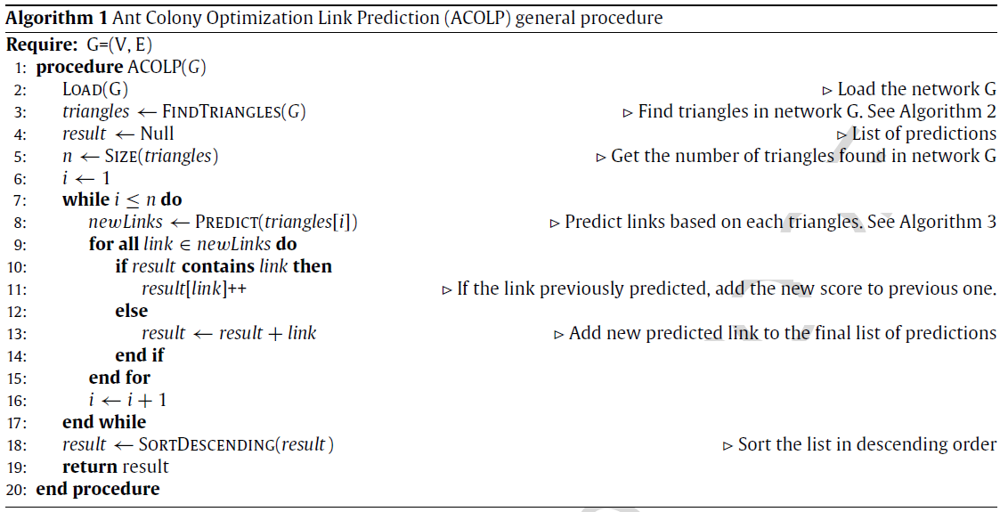 Algorithm 1 Ant Colony Optimization Link Prediction (ACOLP) general procedure
Require: G=(V, E)
1: procedure ACOLP(G)
2: LOAD(G) ▷ Load the network G
3: triangles ← FINDTRIANGLES(G) ▷ Find triangles in network G. See Algorithm 2
4: result ← Null ▷ List of predictions
5: n ← SIZE(triangles) ▷ Get the number of triangles found in network G
6: i ← 1
7: while i ≤ n do
8: newLinks ← PREDICT(triangles[i]) ▷ Predict links based on each triangles. See Algorithm 3
9: for all link ∈ newLinks do
10: if result contains link then
11: result[link]++ ▷ If the link previously predicted, add the new score to previous one.
12: else
13: result ← result + link ▷ Add new predicted link to the final list of predictions
14: end if
15: end for
16: i ← i + 1
17: end while
18: result ← SORTDESCENDING(result) ▷ Sort the list in descending order
19: return result
20: end procedure